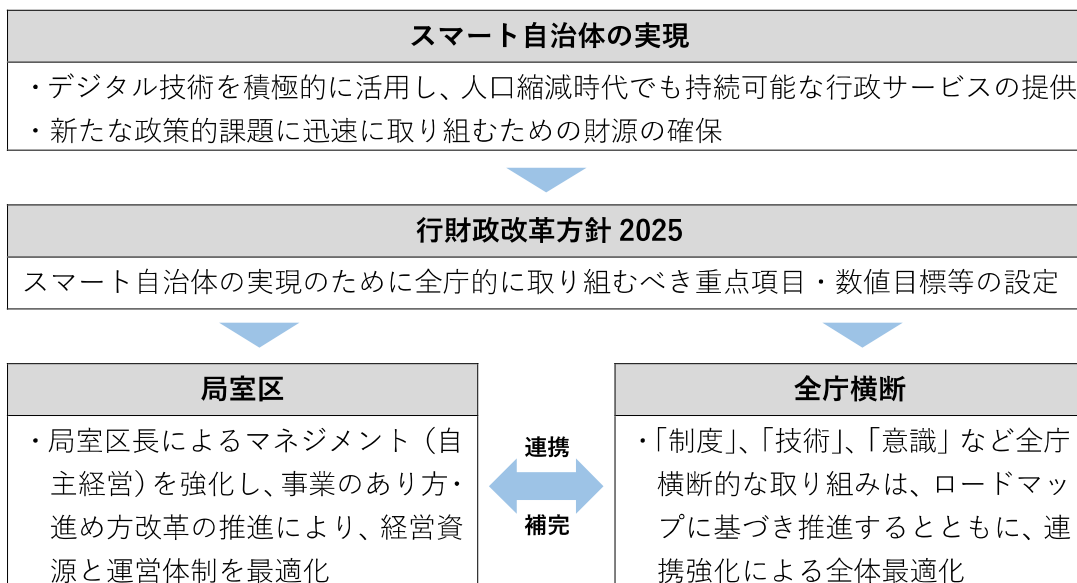 スマート自治体の実現
・デジタル技術を積極的に活用し、人口縮減時代でも持続可能な行政サービスの提供
・新たな政策的課題に迅速に取り組むための財源の確保
行財政改革方針 2025
スマート自治体の実現のために全庁的に取り組むべき重点項目・数値目標等の設定
局室区
・局室区長によるマネジメント（自
主経営）を強化し、事業のあり方・
進め方改革の推進により、経営資
源と運営体制を最適化
連携
補完
全庁横断
・「制度」、「技術」、「意識」など全庁
横断的な取り組みは、ロードマッ
プに基づき推進するとともに、連
携強化による全体最適化